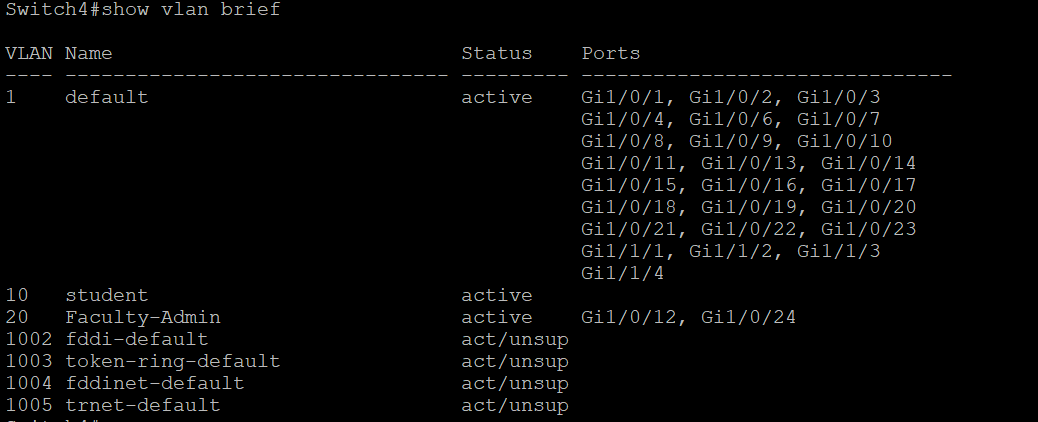 Switch4#show vlan brief
VLAN Name                             Status    Ports
---- -------------------------------- --------- -------------------------------
1    default                          active    Gi1/0/1, Gi1/0/2, Gi1/0/3
                                                Gi1/0/4, Gi1/0/6, Gi1/0/7
                                                Gi1/0/8, Gi1/0/9, Gi1/0/10
                                                Gi1/0/11, Gi1/0/13, Gi1/0/14
                                                Gi1/0/15, Gi1/0/16, Gi1/0/17
                                                Gi1/0/18, Gi1/0/19, Gi1/0/20
                                                Gi1/0/21, Gi1/0/22, Gi1/0/23
                                                Gi1/1/1, Gi1/1/2, Gi1/1/3
                                                Gi1/1/4
10   student                          active
20   Faculty-Admin                    active    Gi1/0/12, Gi1/0/24
1002 fddi-default                     act/unsup
1003 token-ring-default               act/unsup
1004 fddinet-default                  act/unsup
1005 trnet-default                    act/unsup
Switch4#